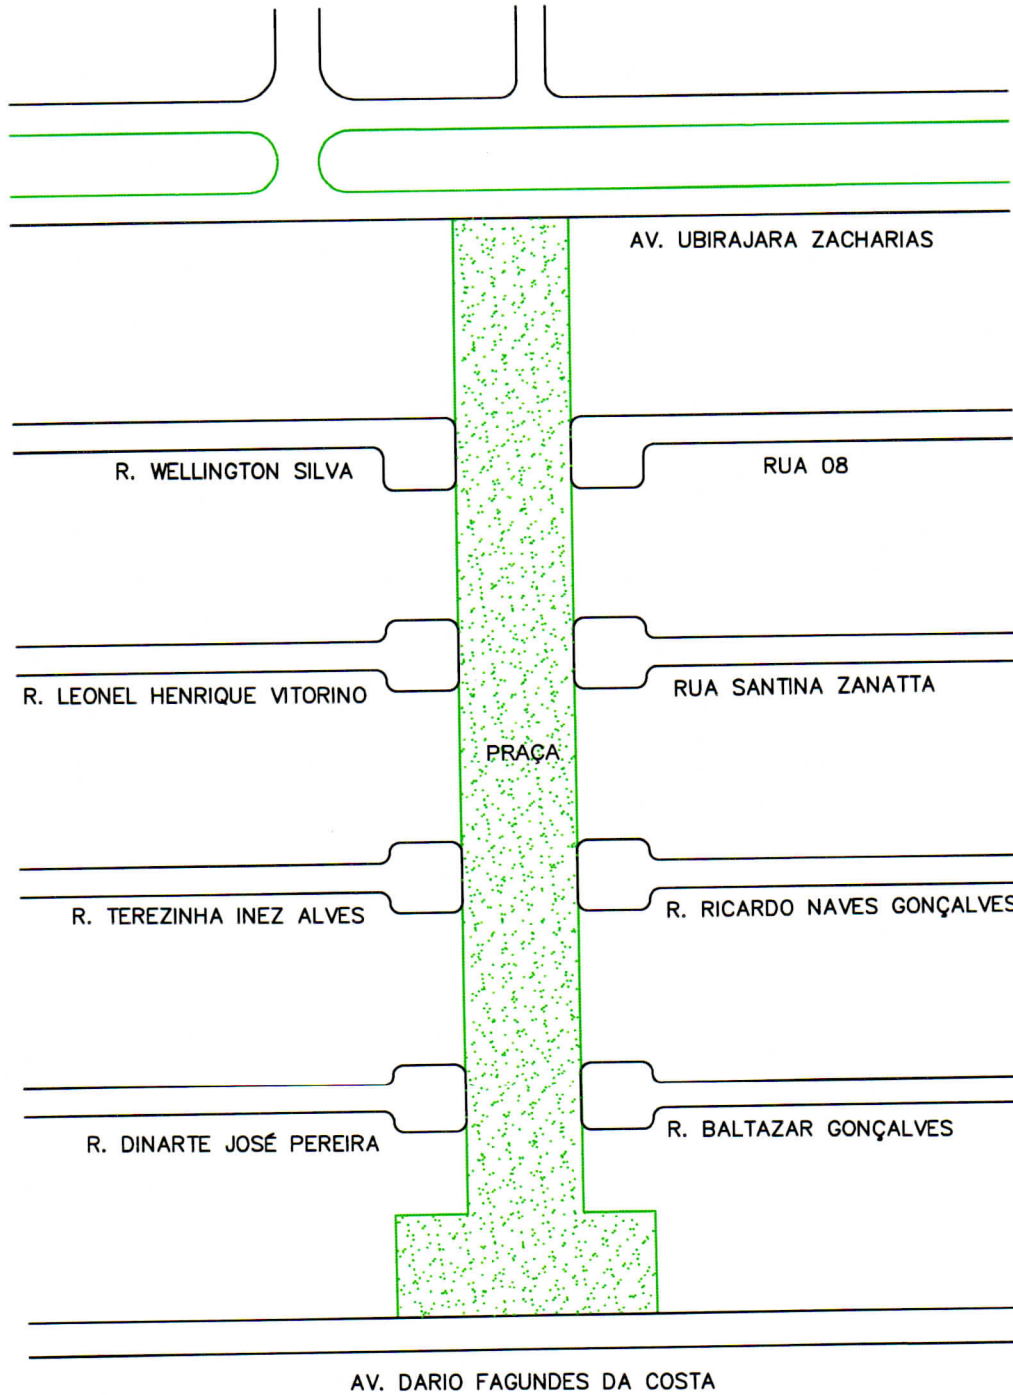 AV. UBIRAJARA ZACHARIAS
R. WELLINGTON SILVA
RUA 08
R. LEONEL HENRIQUE VITORINO
RUA SANTINA ZANATTA
PRAÇA
R. TEREZINHA INEZ ALVES
R. RICARDO NAVES GONÇALVES
R. DINARTE JOSÉ PEREIRA
R. BALTAZAR GONÇALVES
AV. DARIO FAGUNDES DA COSTA